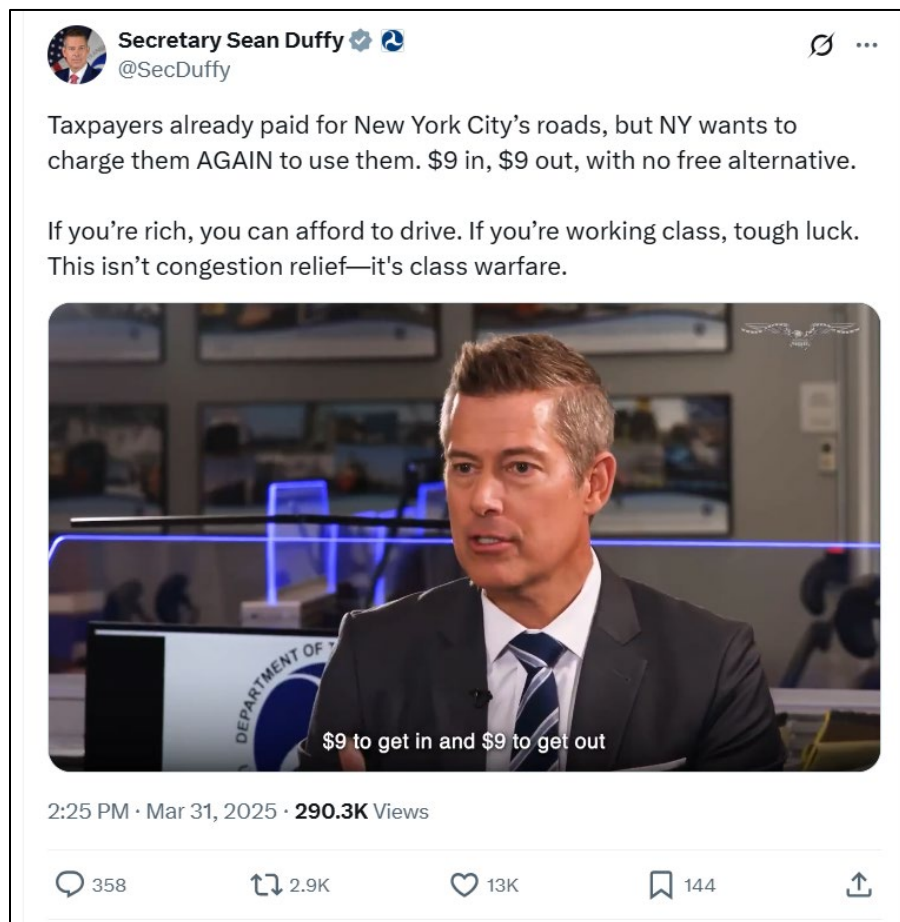 Secretary Sean Duffy
@SecDuffy
Taxpayers already paid for New York City’s roads, but NY wants to
charge them AGAIN to use them. $9 in, $9 out, with no free alternative.
If you’re rich, you can afford to drive. If you’re working class, tough luck.
This isn’t congestion relief—it's class warfare.
DEPARTMENT OF
$9 to get in and $9 to get out
2:25 PM · Mar 31, 2025 · 290.3K Views
358 2.9K 13K 144